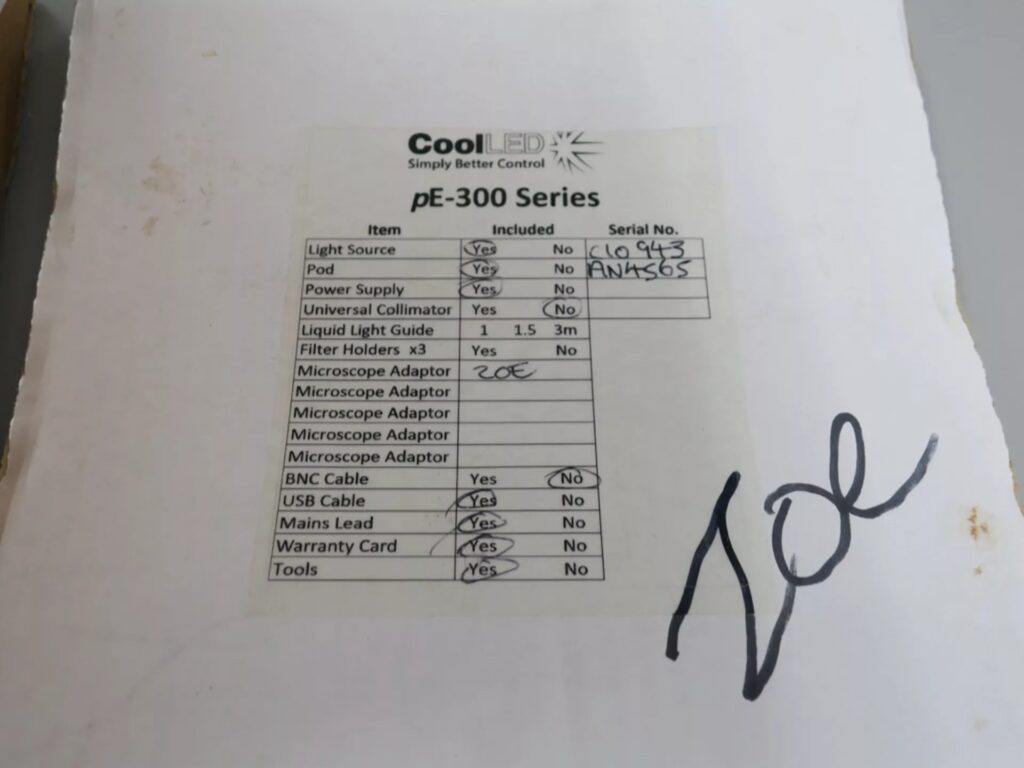 CoolLED
Simply Better Control
pE-300 Series
Item Included Serial No.
Light Source Yes No C10943
Pod Yes No AN4565
Power Supply Yes No
Universal Collimator Yes No
Liquid Light Guide 1 1.5 3m
Filter Holders x3 Yes No
Microscope Adaptor ZOE
Microscope Adaptor
Microscope Adaptor
Microscope Adaptor
Microscope Adaptor
BNC Cable Yes No
USB Cable Yes No
Mains Lead Yes No
Warranty Card Yes No
Tools Yes No
Zoe